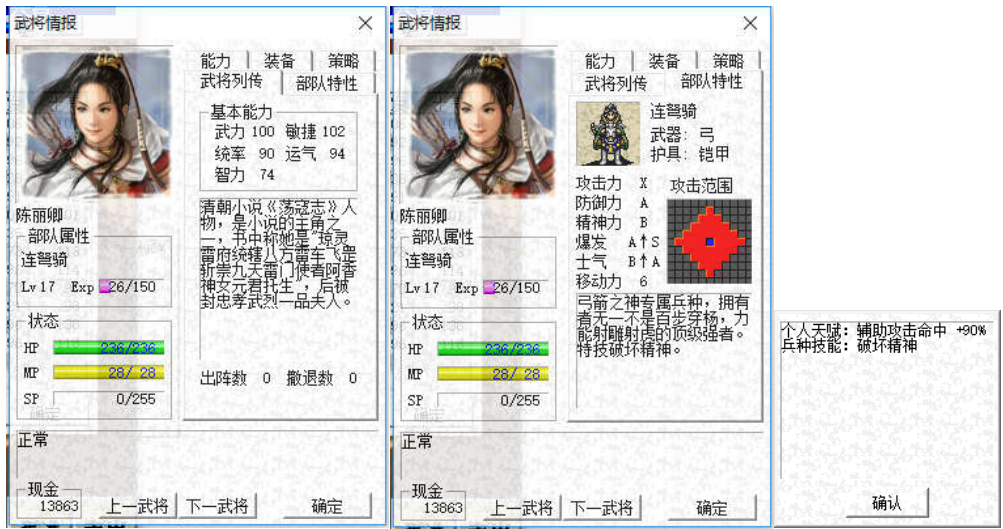 武将情报
能力 装备 策略
武将列传 部队特性
基本能力
武力 100 敏捷 102
统率 90 运气 94
智力 74
清朝小说《荡寇志》人
物，是小说的主角之
一，书中称她是"琼灵
雷府统辖八方雷车飞罡
斩祟九天雷门使者阿香
神女元君托生"，后被
封忠孝武烈一品夫人。
出阵数 0 撤退数 0
陈丽卿
部队属性
连弩骑
Lv 17 Exp 26/150
状态
HP 236/236
MP 28/ 28
SP 0/255
正常
现金
13863
上一武将 下一武将 确定
武将情报
能力 装备 策略
武将列传 部队特性
连弩骑
武器：弓
护具：铠甲
攻击力 X 攻击范围
防御力 A
精神力 B
爆发 A↑S
士气 B↑A
移动力 6
弓箭之神专属兵种，拥有
者无一不是百步穿杨，力
能射雕射虎的顶级强者。
特技破坏精神。
陈丽卿
部队属性
连弩骑
Lv 17 Exp 26/150
状态
HP 236/236
MP 28/ 28
SP 0/255
正常
现金
13863
上一武将 下一武将 确定
个人天赋：辅助攻击命中 +90%
兵种技能：破坏精神
确认